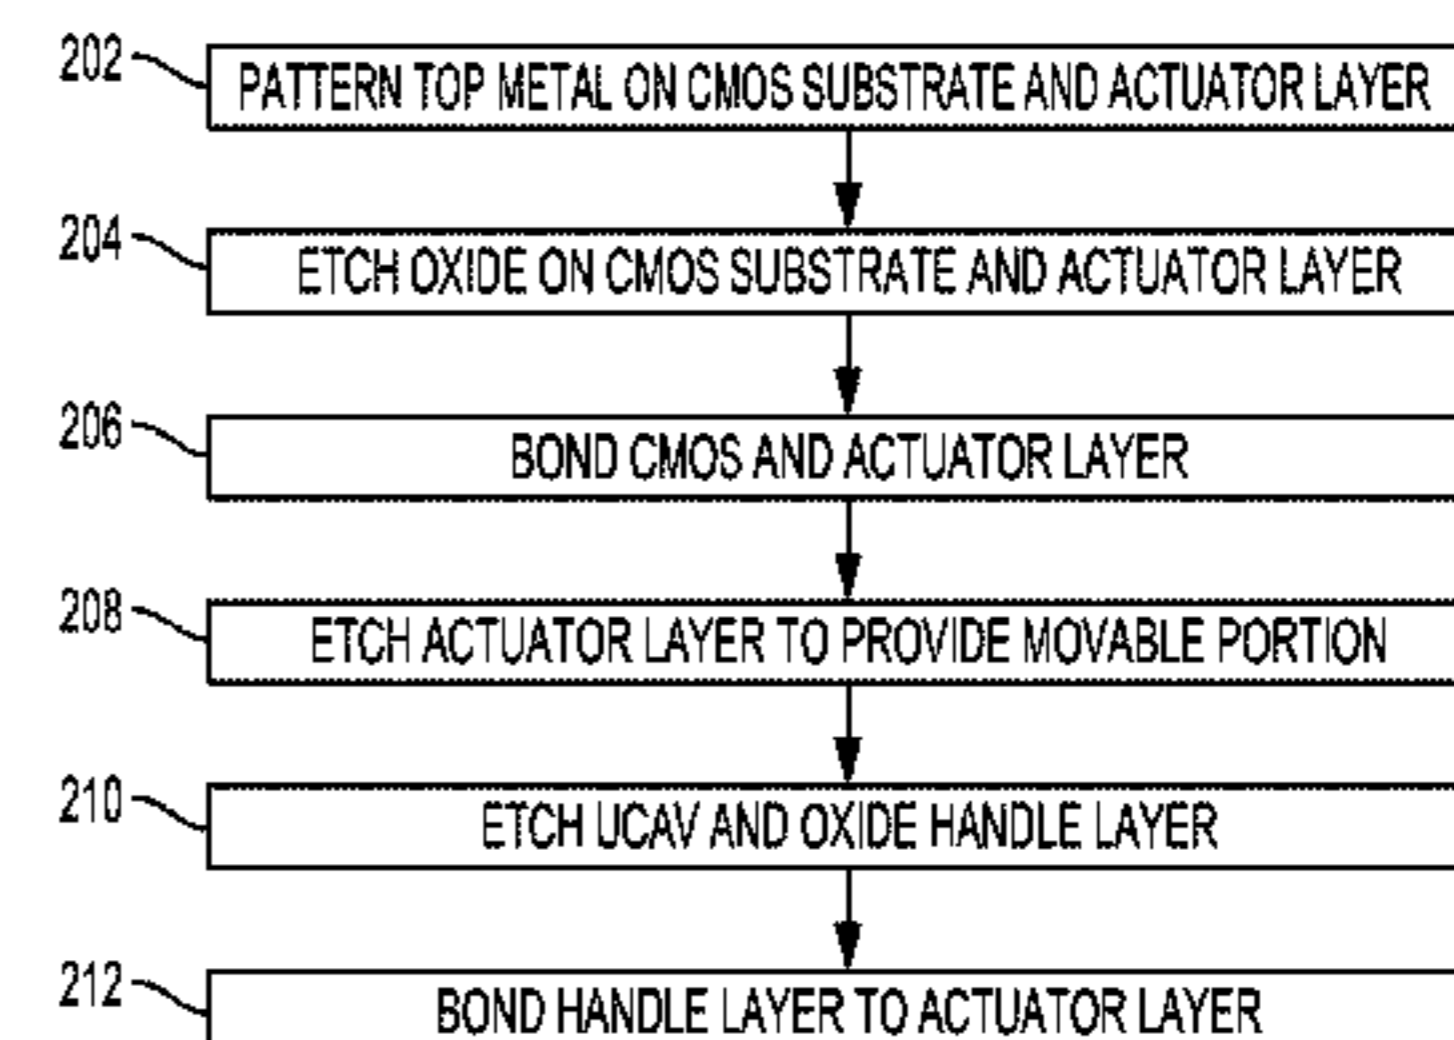 202 PATTERN TOP METAL ON CMOS SUBSTRATE AND ACTUATOR LAYER
204 ETCH OXIDE ON CMOS SUBSTRATE AND ACTUATOR LAYER
206 BOND CMOS AND ACTUATOR LAYER
208 ETCH ACTUATOR LAYER TO PROVIDE MOVABLE PORTION
210 ETCH UCAV AND OXIDE HANDLE LAYER
212 BOND HANDLE LAYER TO ACTUATOR LAYER